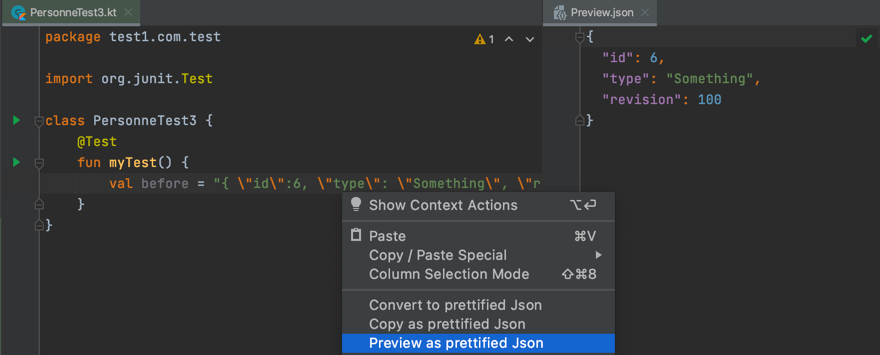 PersonneTest3.kt
package test1.com.test
1
import org.junit.Test
class PersonneTest3 {
@Test
fun myTest() {
val before = "{ \"id\":6, \"type\": \"Something\", \"r
}
}
Show Context Actions ⌥⏎
Paste ⌘V
Copy / Paste Special
Column Selection Mode ⇧⌘8
Convert to prettified Json
Copy as prettified Json
Preview as prettified Json
Preview.json
{
"id": 6,
"type": "Something",
"revision": 100
}